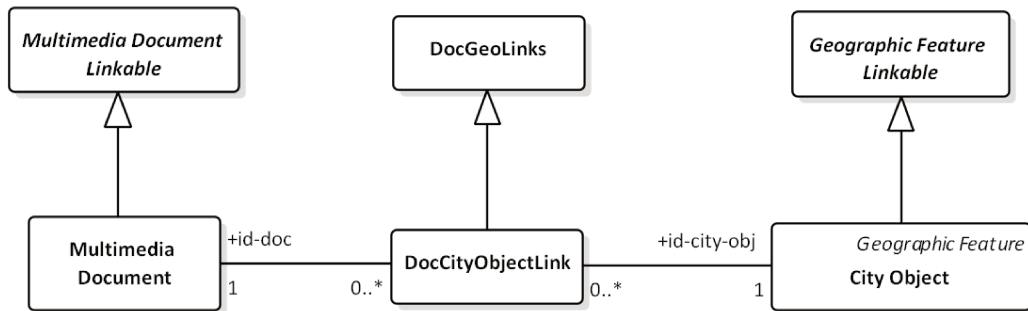 Multimedia Document
Linkable
DocGeoLinks
Geographic Feature
Linkable
Multimedia
Document
+id-doc
1
0..*
DocCityObjectLink
0..*
+id-city-obj
1
Geographic Feature
City Object